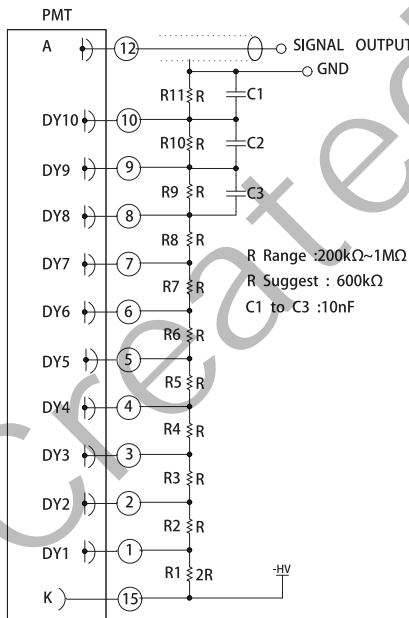 PMT
A 12 SIGNAL OUTPUT
GND
R11 R C1
DY10 10
R10 R C2
DY9 9
R9 R C3
DY8 8
R8 R
R Range :200kΩ~1MΩ
DY7 7
R7 R
R Suggest : 600kΩ
C1 to C3 :10nF
DY6 6
R6 R
DY5 5
R5 R
DY4 4
R4 R
DY3 3
R3 R
DY2 2
R2 R
DY1 1
R1 2R -HV
K 15
Create